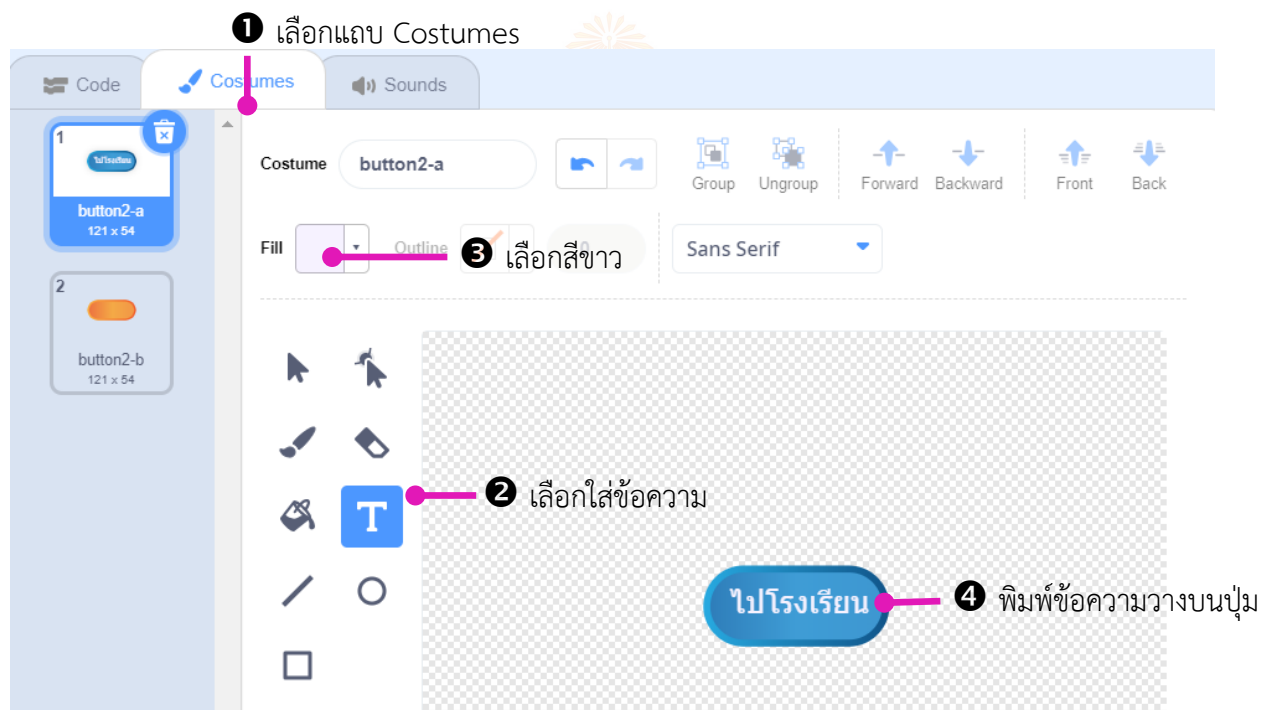 ❶ เลือกแถบ Costumes
Code
Costumes
Sounds
1
ไปโรงเรียน
button2-a
121 x 54
2
button2-b
121 x 54
Costume
button2-a
Group
Ungroup
Forward
Backward
Front
Back
Fill
Outline
0
❸ เลือกสีขาว
Sans Serif
T
❷ เลือกใส่ข้อความ
ไปโรงเรียน
❹ พิมพ์ข้อความวางบนปุ่ม